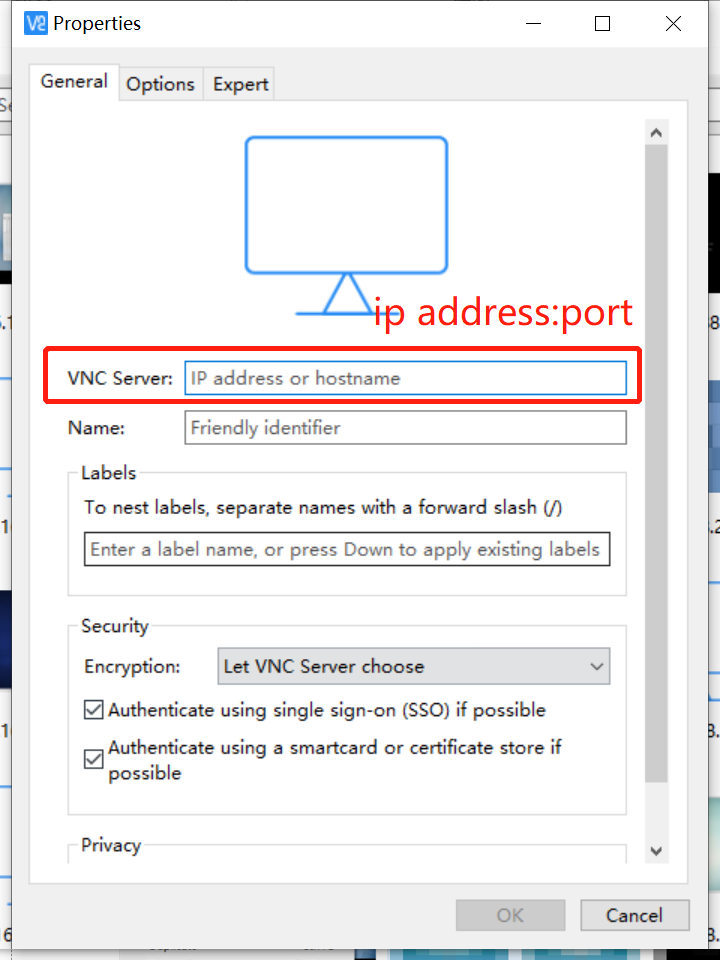 Properties
General
Options
Expert
ip address:port
VNC Server:
IP address or hostname
Name:
Friendly identifier
Labels
To nest labels, separate names with a forward slash (/)
Enter a label name, or press Down to apply existing labels
Security
Encryption:
Let VNC Server choose
Authenticate using single sign-on (SSO) if possible
Authenticate using a smartcard or certificate store if
possible
Privacy
OK
Cancel